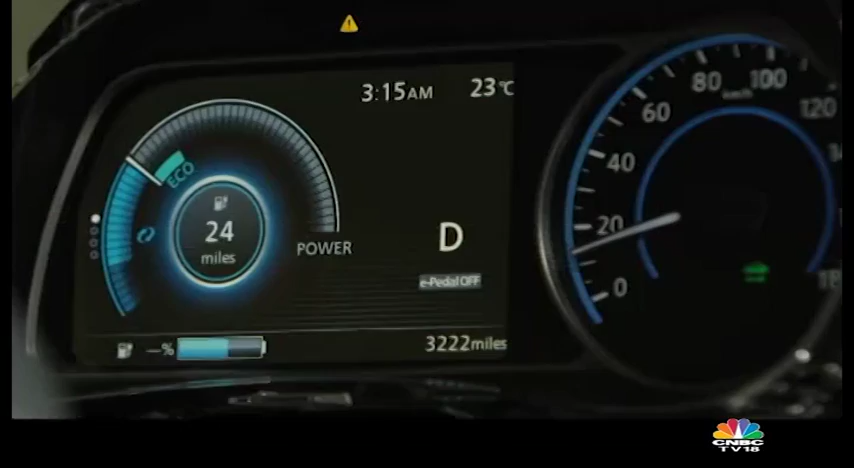 3:15AM 23°C
ECO
24
miles
POWER
D
e-Pedal OFF
–%
3222miles
0
20
40
60
80
100
120
km/h
CNBC
TV18